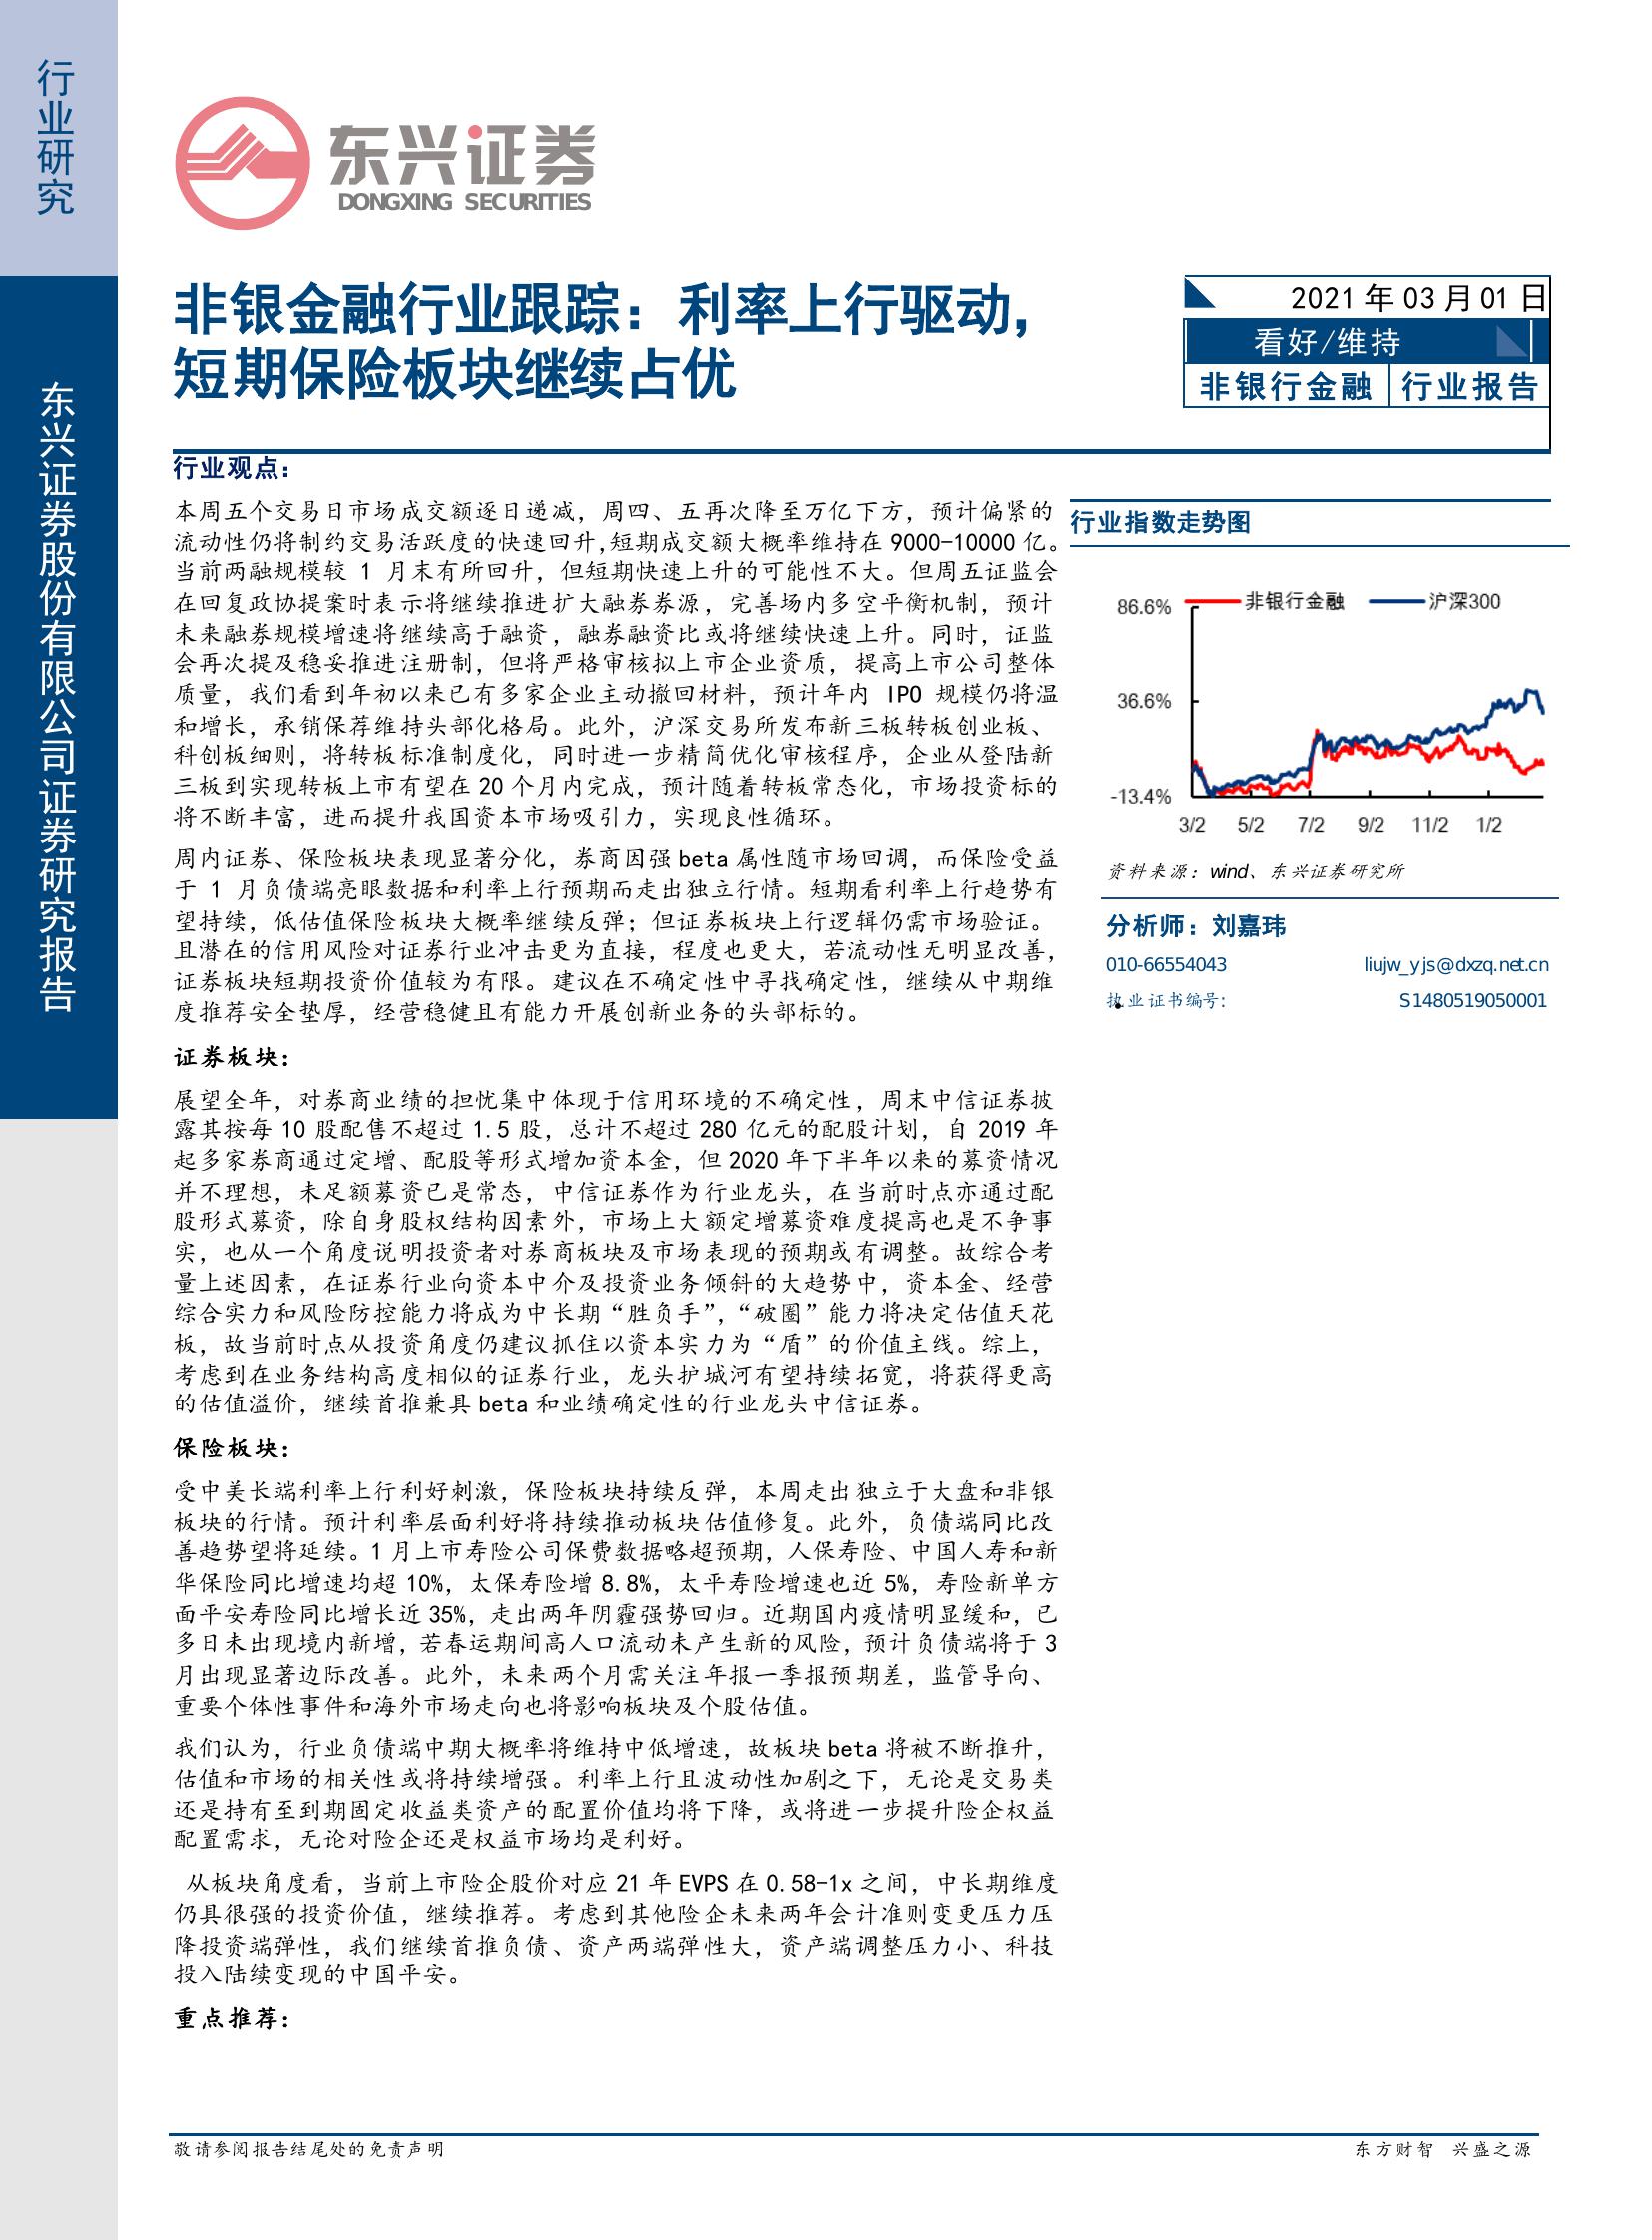 行业研究
东兴证券股份有限公司证券研究报告
东兴证券
DONGXING SECURITIES
非银金融行业跟踪：利率上行驱动，
短期保险板块继续占优
2021 年 03 月 01 日
看好/维持
非银行金融 行业报告
行业观点：
本周五个交易日市场成交额逐日递减，周四、五再次降至万亿下方，预计偏紧的
流动性仍将制约交易活跃度的快速回升,短期成交额大概率维持在 9000-10000 亿。
当前两融规模较 1 月末有所回升，但短期快速上升的可能性不大。但周五证监会
在回复政协提案时表示将继续推进扩大融券券源，完善场内多空平衡机制，预计
未来融券规模增速将继续高于融资，融券融资比或将继续快速上升。同时，证监
会再次提及稳妥推进注册制，但将严格审核拟上市企业资质，提高上市公司整体
质量，我们看到年初以来已有多家企业主动撤回材料，预计年内 IPO 规模仍将温
和增长，承销保荐维持头部化格局。此外，沪深交易所发布新三板转板创业板、
科创板细则，将转板标准制度化，同时进一步精简优化审核程序，企业从登陆新
三板到实现转板上市有望在 20 个月内完成，预计随着转板常态化，市场投资标的
将不断丰富，进而提升我国资本市场吸引力，实现良性循环。
周内证券、保险板块表现显著分化，券商因强 beta 属性随市场回调，而保险受益
于 1 月负债端亮眼数据和利率上行预期而走出独立行情。短期看利率上行趋势有
望持续，低估值保险板块大概率继续反弹；但证券板块上行逻辑仍需市场验证。
且潜在的信用风险对证券行业冲击更为直接，程度也更大，若流动性无明显改善，
证券板块短期投资价值较为有限。建议在不确定性中寻找确定性，继续从中期维
度推荐安全垫厚，经营稳健且有能力开展创新业务的头部标的。
证券板块：
展望全年，对券商业绩的担忧集中体现于信用环境的不确定性，周末中信证券披
露其按每 10 股配售不超过 1.5 股，总计不超过 280 亿元的配股计划，自 2019 年
起多家券商通过定增、配股等形式增加资本金，但 2020 年下半年以来的募资情况
并不理想，未足额募资已是常态，中信证券作为行业龙头，在当前时点亦通过配
股形式募资，除自身股权结构因素外，市场上大额定增募资难度提高也是不争事
实，也从一个角度说明投资者对券商板块及市场表现的预期或有调整。故综合考
量上述因素，在证券行业向资本中介及投资业务倾斜的大趋势中，资本金、经营
综合实力和风险防控能力将成为中长期“胜负手”，“破圈”能力将决定估值天花
板，故当前时点从投资角度仍建议抓住以资本实力为“盾”的价值主线。综上，
考虑到在业务结构高度相似的证券行业，龙头护城河有望持续拓宽，将获得更高
的估值溢价，继续首推兼具 beta 和业绩确定性的行业龙头中信证券。
保险板块：
受中美长端利率上行利好刺激，保险板块持续反弹，本周走出独立于大盘和非银
板块的行情。预计利率层面利好将持续推动板块估值修复。此外，负债端同比改
善趋势望将延续。1 月上市寿险公司保费数据略超预期，人保寿险、中国人寿和新
华保险同比增速均超 10%，太保寿险增 8.8%，太平寿险增速也近 5%，寿险新单方
面平安寿险同比增长近 35%，走出两年阴霾强势回归。近期国内疫情明显缓和，已
多日未出现境内新增，若春运期间高人口流动未产生新的风险，预计负债端将于 3
月出现显著边际改善。此外，未来两个月需关注年报一季报预期差，监管导向、
重要个体性事件和海外市场走向也将影响板块及个股估值。
我们认为，行业负债端中期大概率将维持中低增速，故板块 beta 将被不断推升，
估值和市场的相关性或将持续增强。利率上行且波动性加剧之下，无论是交易类
还是持有至到期固定收益类资产的配置价值均将下降，或将进一步提升险企权益
配置需求，无论对险企还是权益市场均是利好。
从板块角度看，当前上市险企股价对应 21 年 EVPS 在 0.58-1x 之间，中长期维度
仍具很强的投资价值，继续推荐。考虑到其他险企未来两年会计准则变更压力压
降投资端弹性，我们继续首推负债、资产两端弹性大，资产端调整压力小、科技
投入陆续变现的中国平安。
重点推荐：
行业指数走势图
非银行金融 沪深300
86.6%
36.6%
-13.4%
3/2 5/2 7/2 9/2 11/2 1/2
资料来源：wind、东兴证券研究所
分析师：刘嘉玮
010-66554043 liujw_yjs@dxzq.net.cn
执业证书编号: S1480519050001
敬请参阅报告结尾处的免责声明 东方财智 兴盛之源